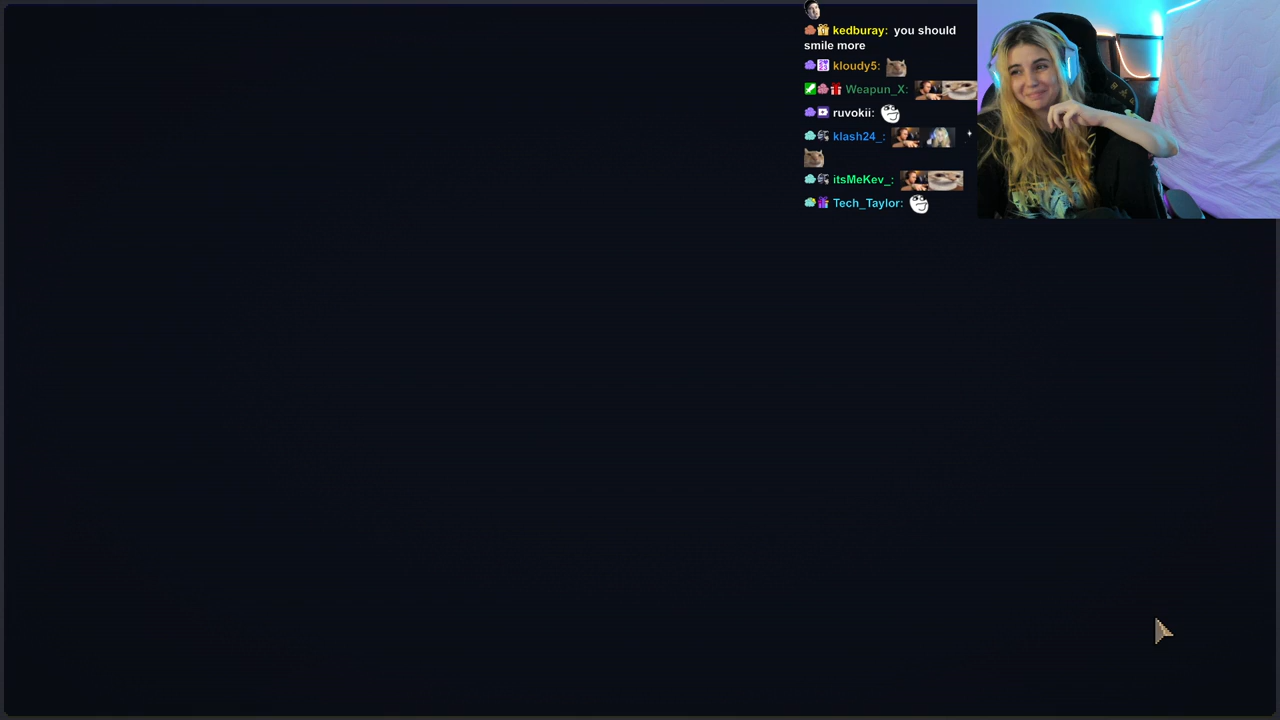 kedburay: you should
smile more
kloudy5:
Weapun_X:
ruvokii:
klash24_:
itsMeKev_:
Tech_Taylor: